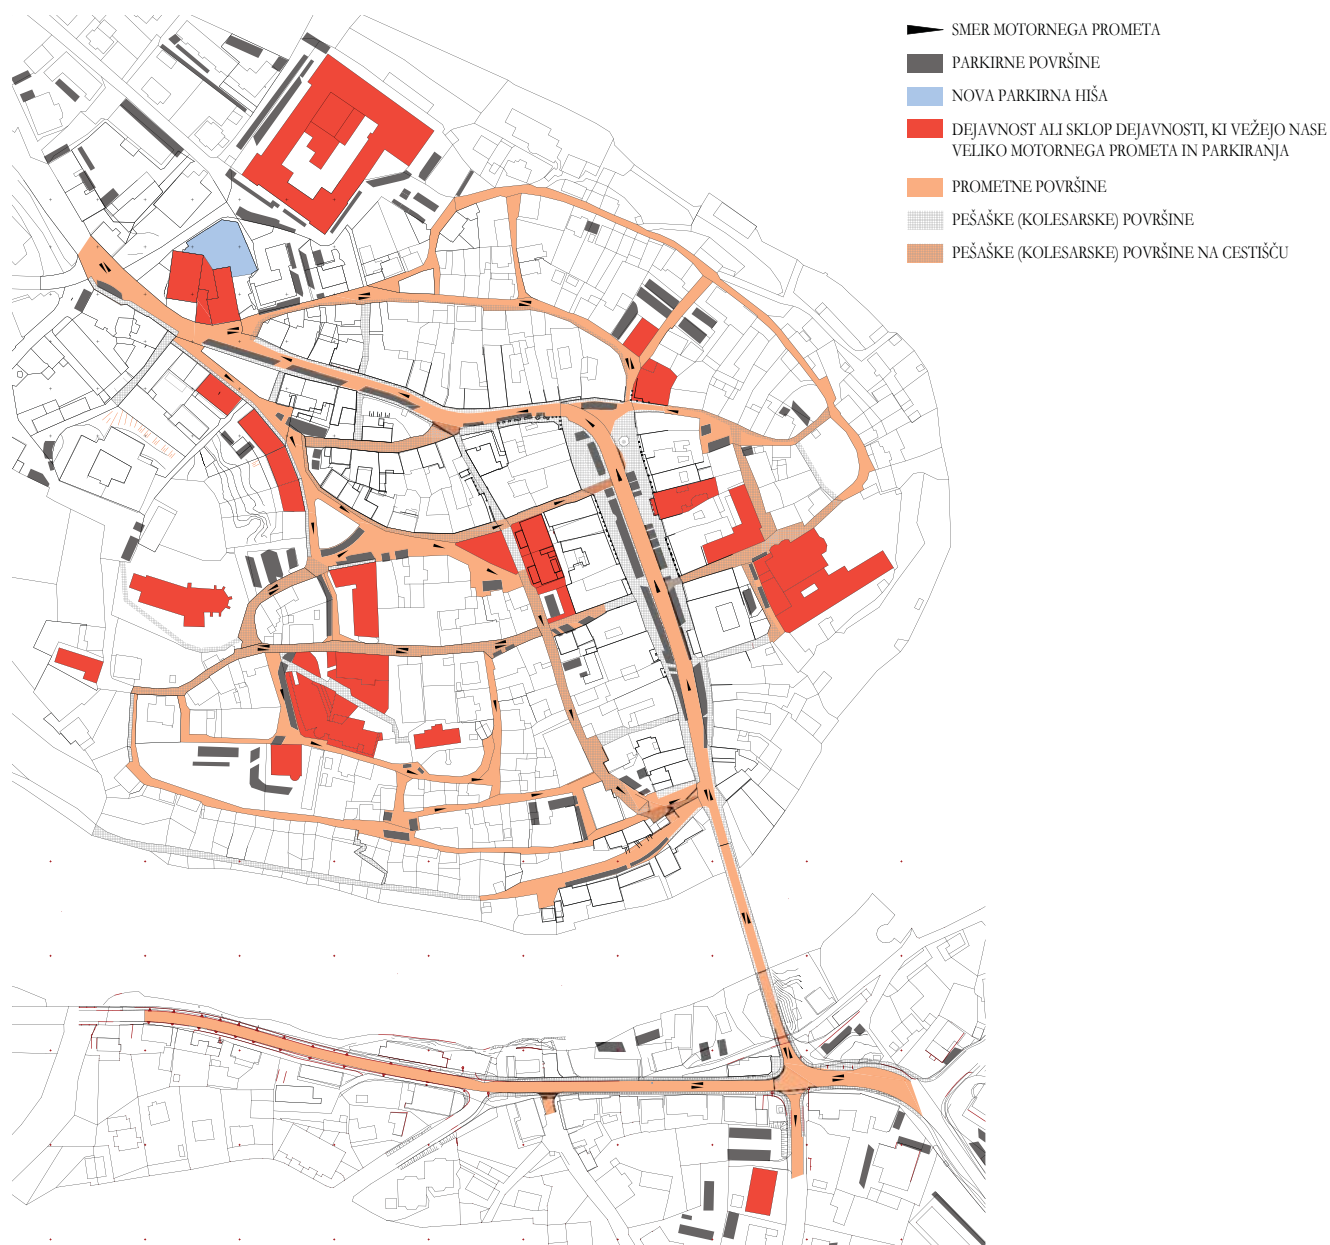 SMER MOTORNEGA PROMETA
PARKIRNE POVRŠINE
NOVA PARKIRNA HIŠA
DEJAVNOST ALI SKLOP DEJAVNOSTI, KI VEŽEJO NASE
VELIKO MOTORNEGA PROMETA IN PARKIRANJA
PROMETNE POVRŠINE
PEŠAŠKE (KOLESARSKE) POVRŠINE
PEŠAŠKE (KOLESARSKE) POVRŠINE NA CESTIŠČU